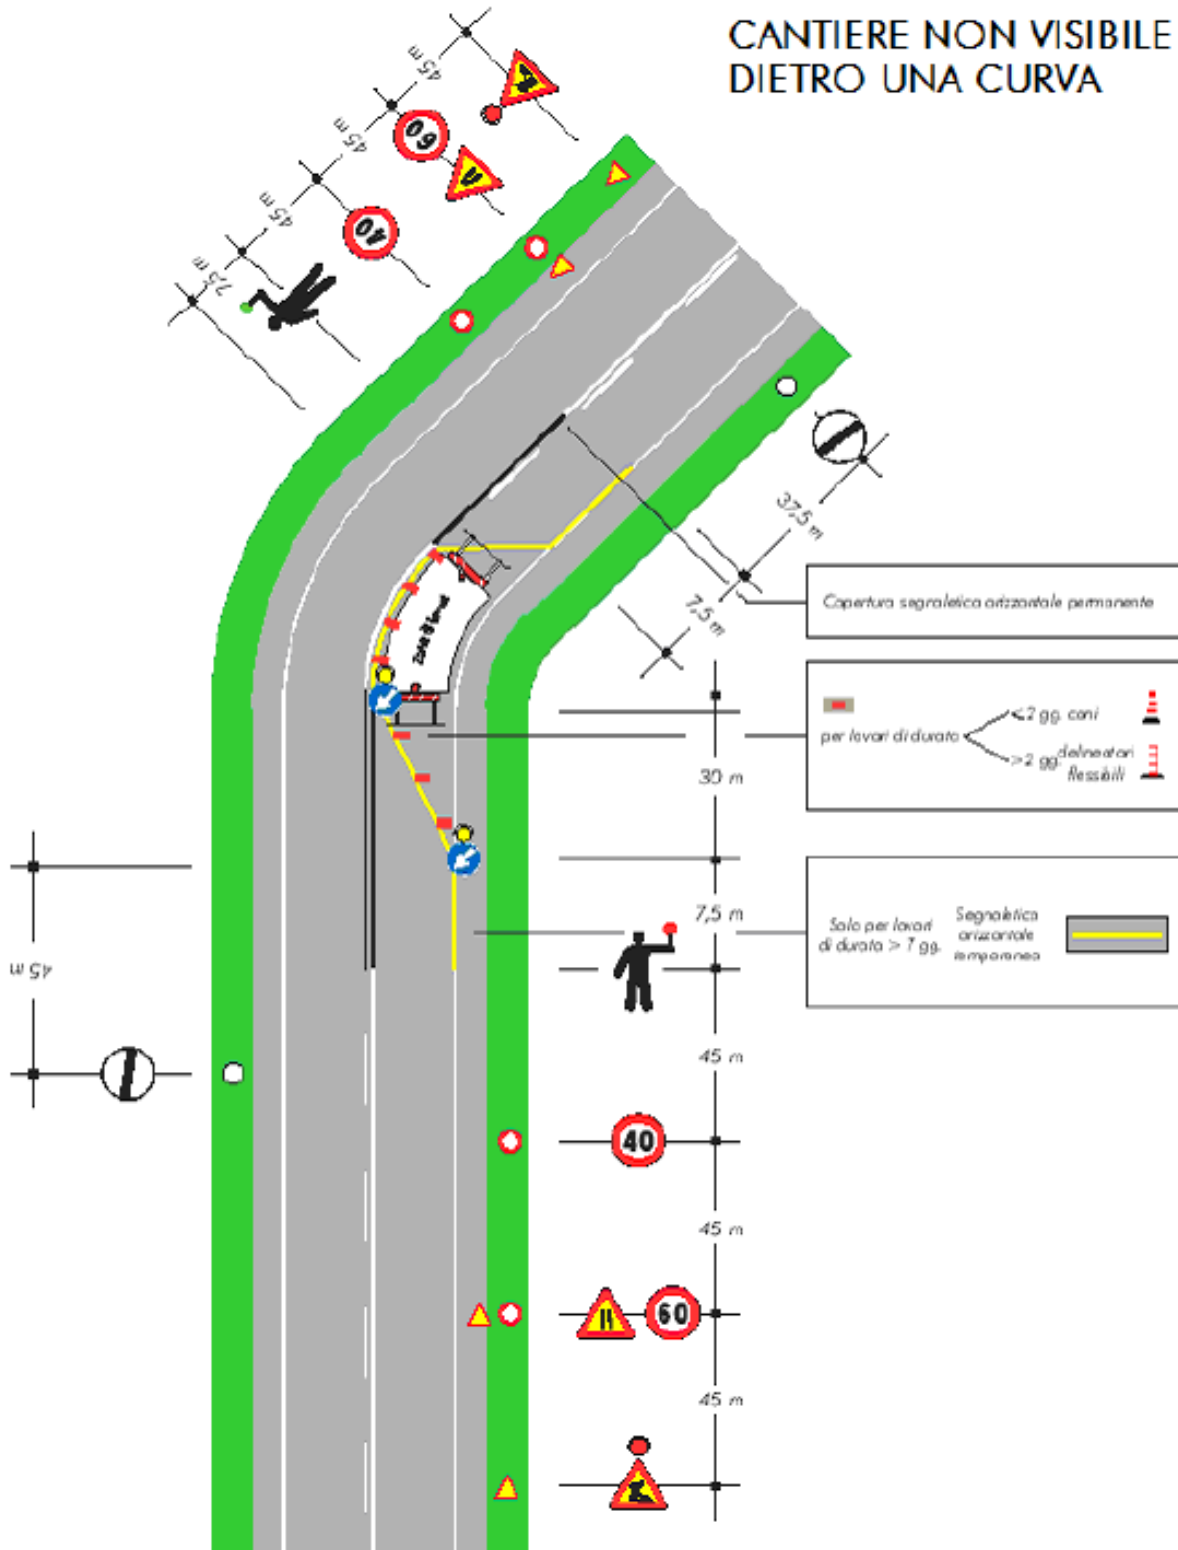 CANTIERE NON VISIBILE
DIETRO UNA CURVA
45 m
45 m
60
45 m
40
7,5 m
37,5 m
7,5 m
Copertura segnaletica orizzontale permanente
per lavori di durata
<2 gg. coni
>2 gg. delineatori
flessibili
30 m
7,5 m
Solo per lavori
di durata > 7 gg.
Segnaletica
orizzontale
temporanea
45 m
45 m
40
45 m
60
45 m